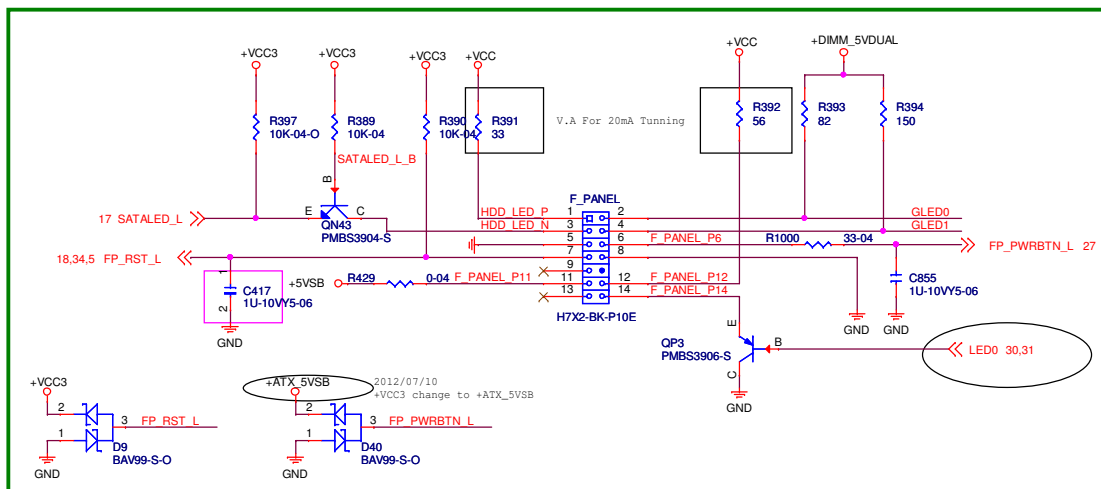 +VCC3
+VCC3
+VCC3
+VCC
+VCC
+DIMM_5VDUAL
R397
10K-04-O
R389
10K-04
R390
10K-04
R391
33
V.A For 20mA Tunning
R392
56
R393
82
R394
150
SATALED_L_B
B
E
C
17 SATALED_L
QN43
PMBS3904-S
F_PANEL
HDD_LED_P
1
2
GLED0
HDD_LED_N
3
4
GLED1
5
6
F_PANEL_P6
R1000
33-04
FP_PWRBTN_L 27
18,34,5 FP_RST_L
7
8
9
+5VSB
R429
0-04
F_PANEL_P11
11
12
F_PANEL_P12
13
14
F_PANEL_P14
H7X2-BK-P10E
1
C417
1U-10VY5-06
2
GND
C855
1U-10VY5-06
GND
GND
E
QP3
PMBS3906-S
B
C
GND
LED0 30,31
+VCC3
2
1
3
FP_RST_L
GND
D9
BAV99-S-O
+ATX_5VSB
2012/07/10
+VCC3 change to +ATX_5VSB
2
1
3
FP_PWRBTN_L
GND
D40
BAV99-S-O